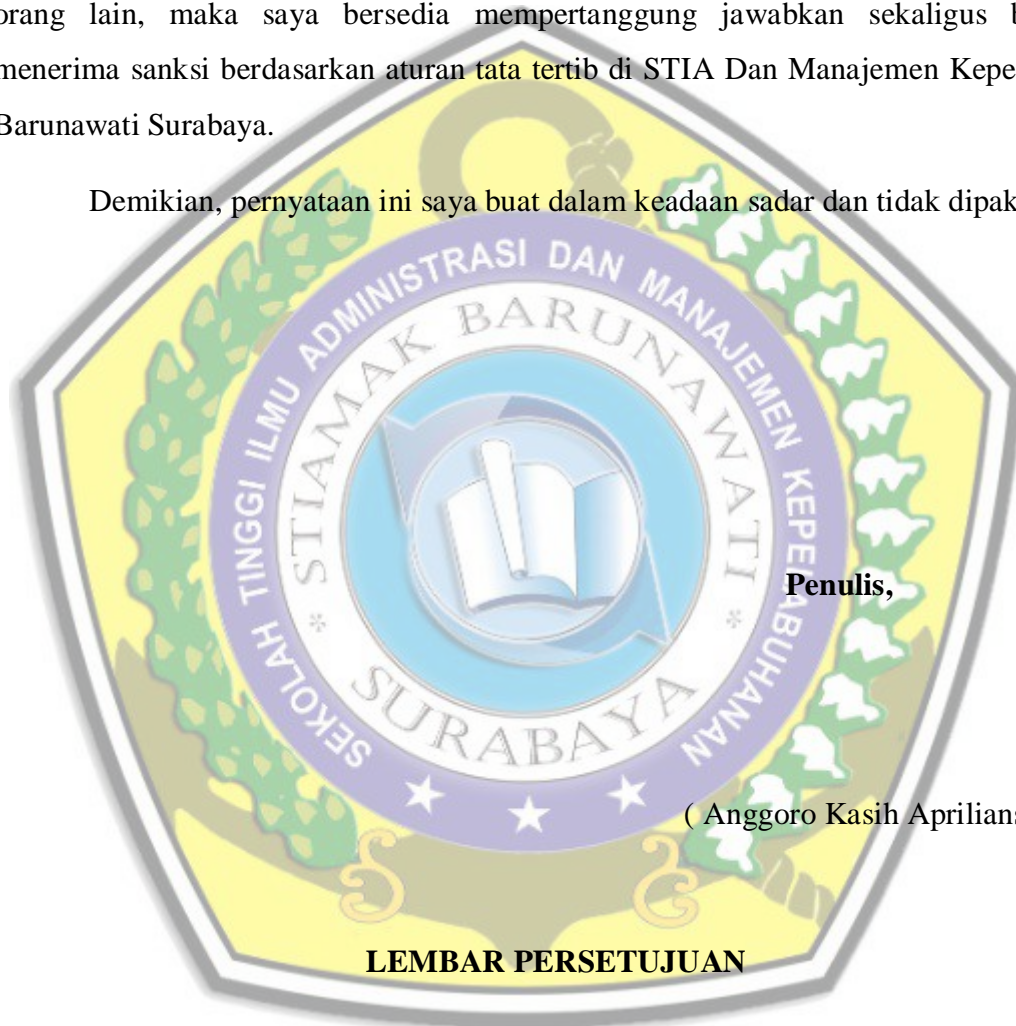 orang lain, maka saya bersedia mempertanggung jawabkan sekaligus b
menerima sanksi berdasarkan aturan tata tertib di STIA Dan Manajemen Kepe
Barunawati Surabaya.
Demikian, pernyataan ini saya buat dalam keadaan sadar dan tidak dipak
SEKOLAH TINGGI ILMU ADMINISTRASI DAN MANAJEMEN KEPELABUHANAN
* STIAMAK BARUNAWATI *
SURABAYA
Penulis,
( Anggoro Kasih Aprilians
LEMBAR PERSETUJUAN